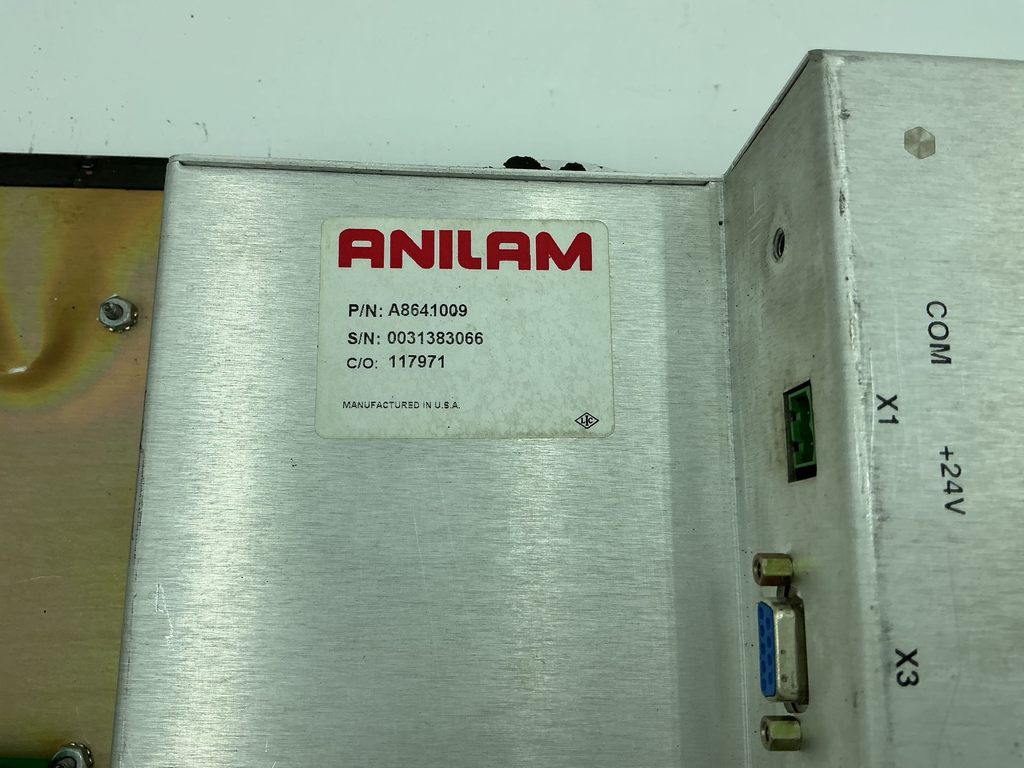 ANILAM
P/N: A8641009
S/N: 0031383066
C/O: 117971
MANUFACTURED IN U.S.A.
COM
X1
+24V
X3